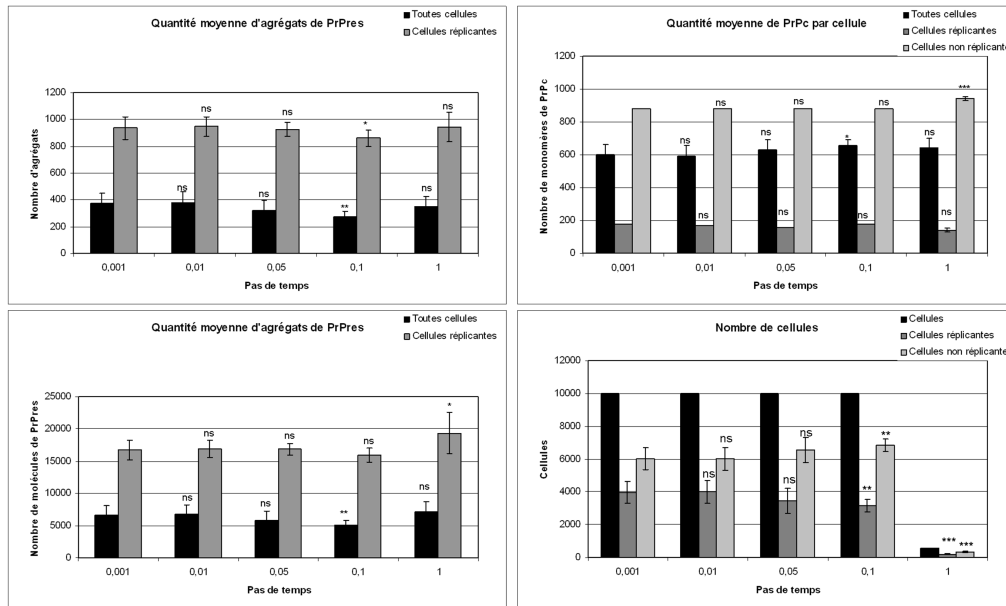 Quantité moyenne d'agrégats de PrPres
Toutes cellules
Cellules réplicantes
Nombre d'agrégats
1200
1000
800
600
400
200
0
ns
ns
ns
ns
ns
*
**
ns
ns
0,001
0,01
0,05
0,1
1
Pas de temps
Quantité moyenne de PrPc par cellule
Toutes cellules
Cellules réplicantes
Cellules non réplicante
Nombre de monomères de PrPc
1200
1000
800
600
400
200
0
ns
ns
ns
ns
ns
ns
*
ns
ns
ns
ns
***
0,001
0,01
0,05
0,1
1
Pas de temps
Quantité moyenne d'agrégats de PrPres
Toutes cellules
Cellules réplicantes
Nombre de molécules de PrPres
25000
20000
15000
10000
5000
0
ns
ns
ns
ns
**
ns
ns
*
0,001
0,01
0,05
0,1
1
Pas de temps
Nombre de cellules
Cellules
Cellules réplicantes
Cellules non réplicante
Cellules
12000
10000
8000
6000
4000
2000
0
ns
ns
ns
ns
**
**
***
***
0,001
0,01
0,05
0,1
1
Pas de temps